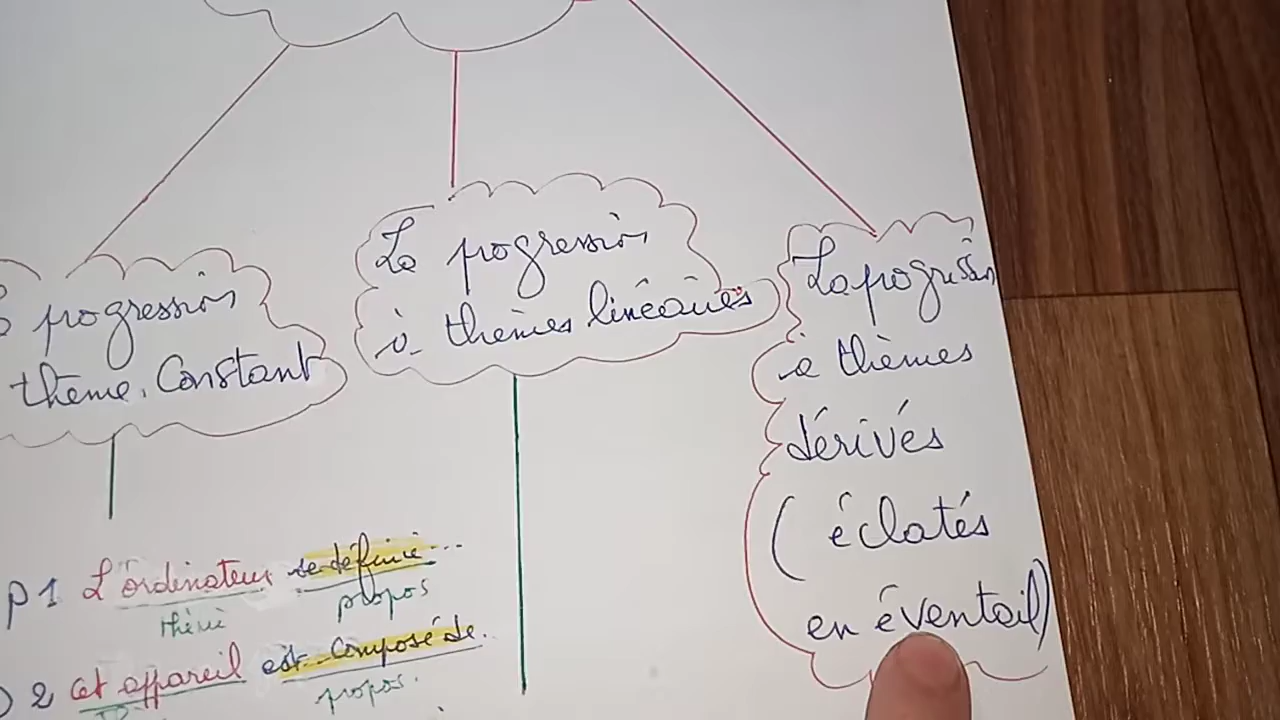 progression
thème. Constant
La progression
à thèmes linéaires
La progression
à thèmes
dérivés
( éclatés
en éventail)
P1 L'ordinateur se définie...
thème propos
2 Cet appareil est composé de.
propos.